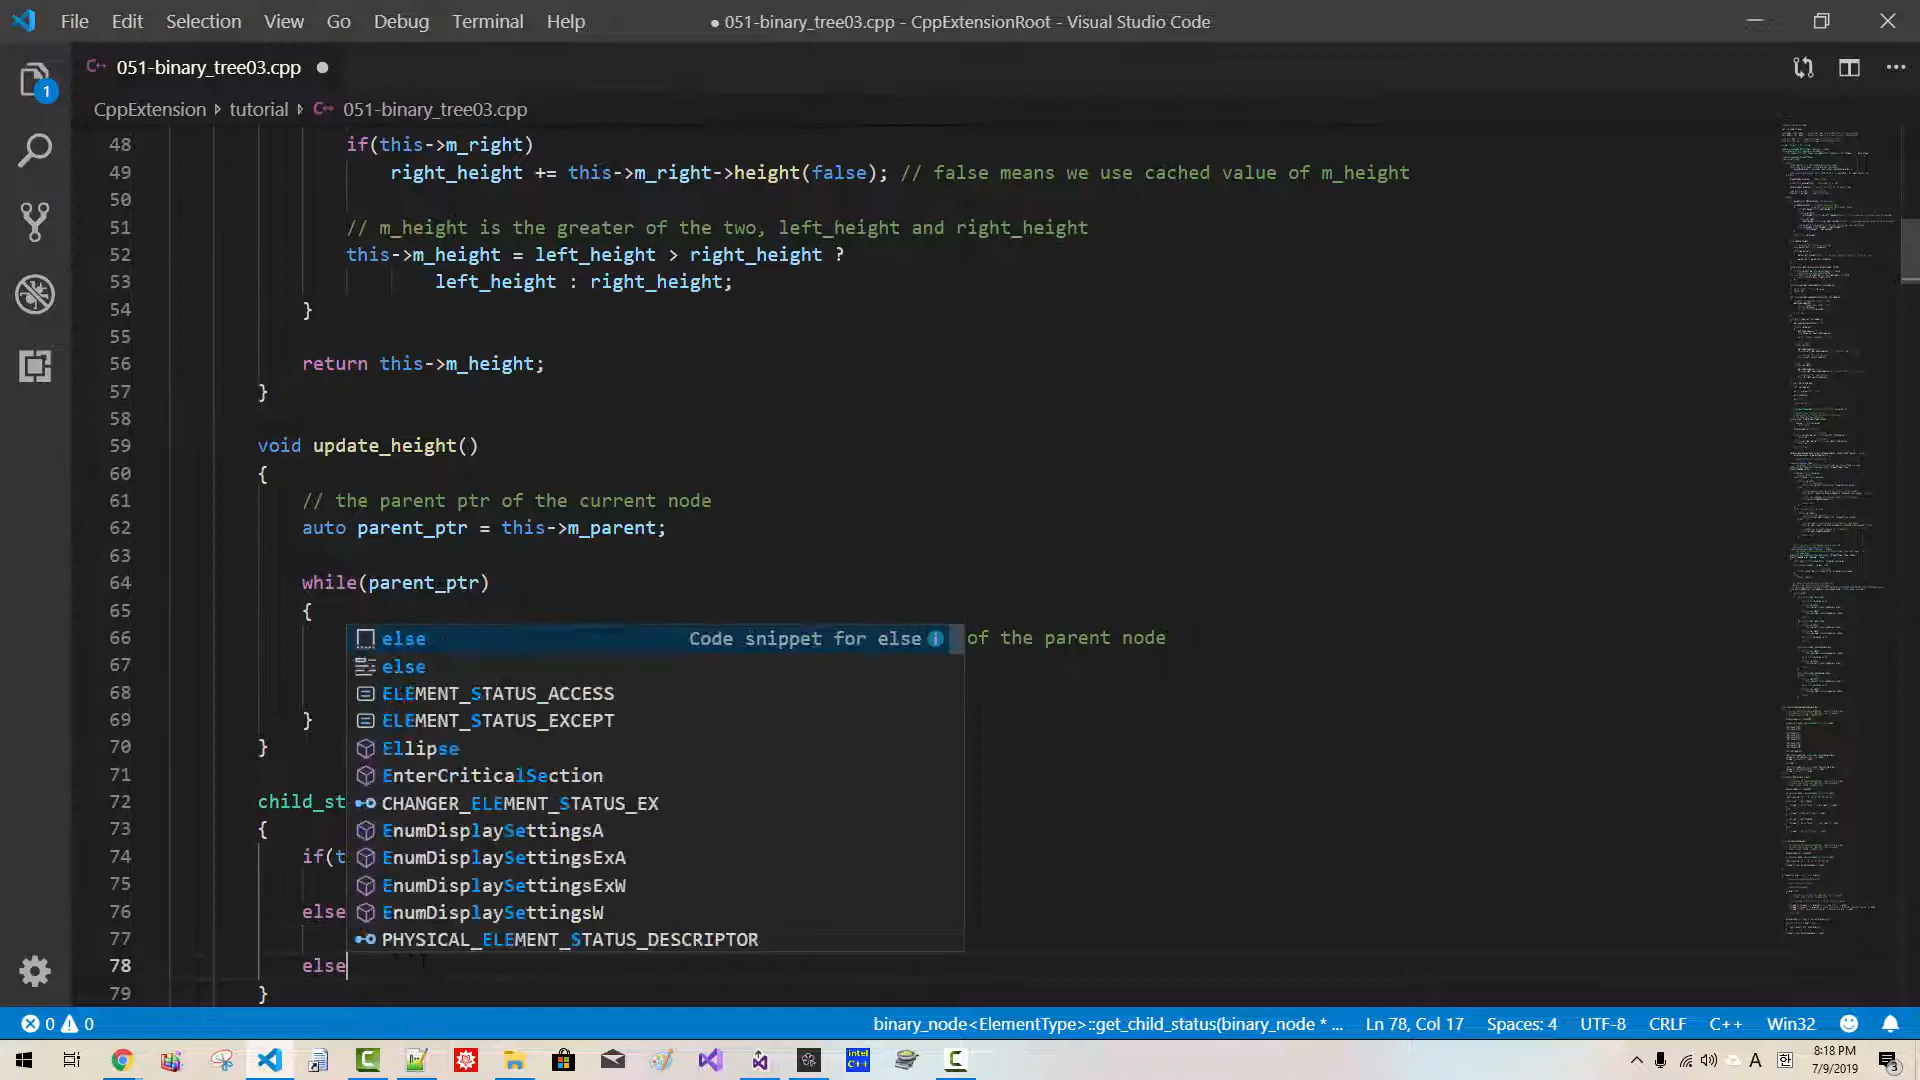 File Edit Selection View Go Debug Terminal Help ● 051-binary_tree03.cpp - CppExtensionRoot - Visual Studio Code
051-binary_tree03.cpp ●
1
CppExtension › tutorial › 051-binary_tree03.cpp
48 if(this->m_right)
49 right_height += this->m_right->height(false); // false means we use cached value of m_height
50
51 // m_height is the greater of the two, left_height and right_height
52 this->m_height = left_height > right_height ?
53 left_height : right_height;
54 }
55
56 return this->m_height;
57 }
58
59 void update_height()
60 {
61 // the parent ptr of the current node
62 auto parent_ptr = this->m_parent;
63
64 while(parent_ptr)
65 {
66 else Code snippet for else of the parent node
67 else
68 ELEMENT_STATUS_ACCESS
69 } ELEMENT_STATUS_EXCEPT
70 } Ellipse
71 EnterCriticalSection
72 child_st CHANGER_ELEMENT_STATUS_EX
73 { EnumDisplaySettingsA
74 if(t EnumDisplaySettingsExA
75 EnumDisplaySettingsExW
76 else EnumDisplaySettingsW
77 PHYSICAL_ELEMENT_STATUS_DESCRIPTOR
78 else
79 }
0 0 binary_node<ElementType>::get_child_status(binary_node * ... Ln 78, Col 17 Spaces: 4 UTF-8 CRLF C++ Win32
intel C++ A 한 8:18 PM
7/9/2019 3